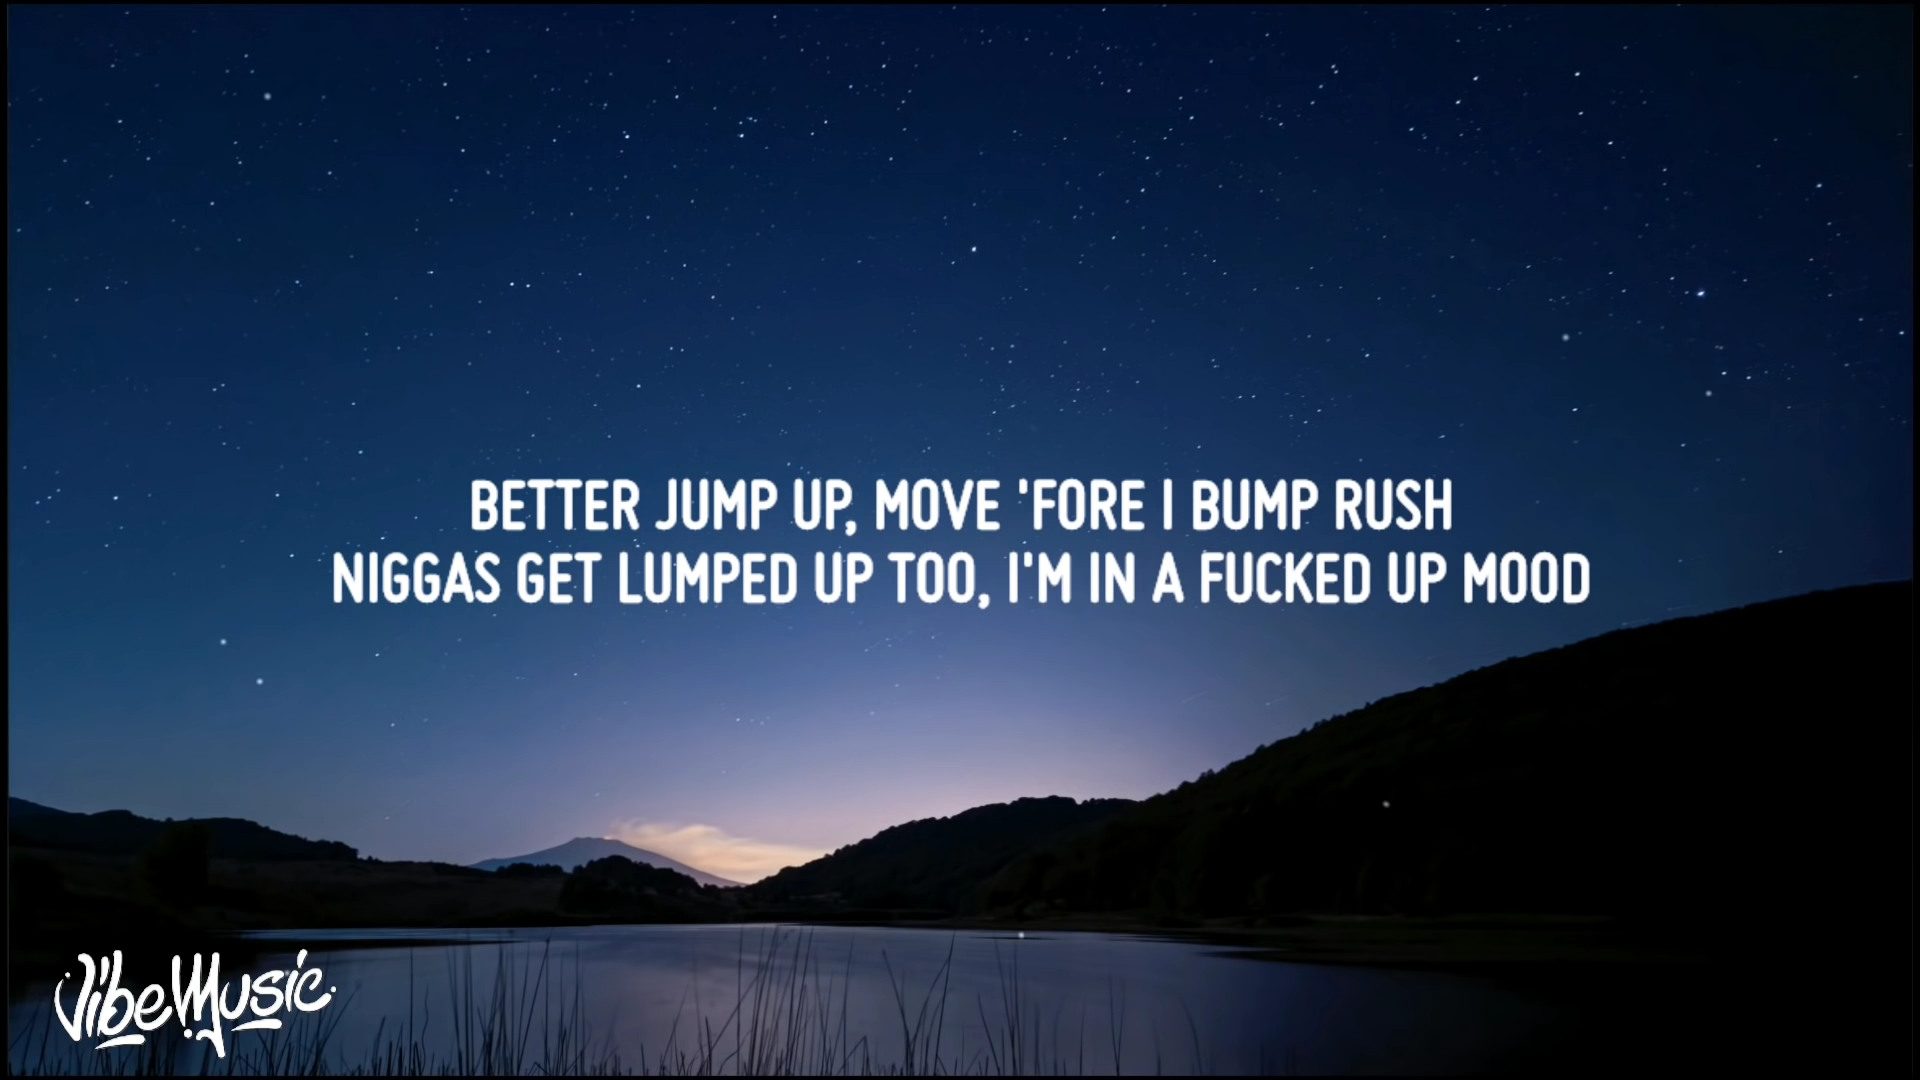 BETTER JUMP UP, MOVE 'FORE I BUMP RUSH
NIGGAS GET LUMPED UP TOO, I'M IN A FUCKED UP MOOD
VibeMusic